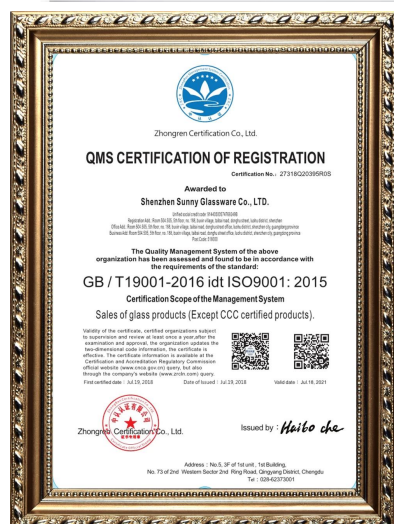 Zhongren Certification Co., Ltd.
QMS CERTIFICATION OF REGISTRATION
Certification No.: 27318Q20395R0S
Awarded to
Shenzhen Sunny Glassware Co., LTD.
The Quality Management System of the above
organization has been assessed and found to be in accordance with
the requirements of the standard:
GB / T19001-2016 idt ISO9001: 2015
Certification Scope of the Management System
Sales of glass products (Except CCC certified products).
Validity of the certificate, certified organizations subject
to supervision and review at least once a year,after the
examination and approval, the organization updates the
two-dimensional code information, the certificate is
effective. The certificate information is available at the
Certification and Accreditation Regulatory Commission
official website (www.cnca.gov.cn) query, but also
through the company's website (www.zrcln.com) query.
First certified date : Jul.19, 2018 Date of Issued : Jul.19, 2018 Valid date : Jul.18, 2021
Zhongren Certification Co., Ltd.
Issued by : Haibo che
Address : No.5, 3F of 1st unit, 1st Building,
No. 73 of 2nd Western Sector 2nd Ring Road, Qingyang District, Chengdu
Tel : 028-62373001